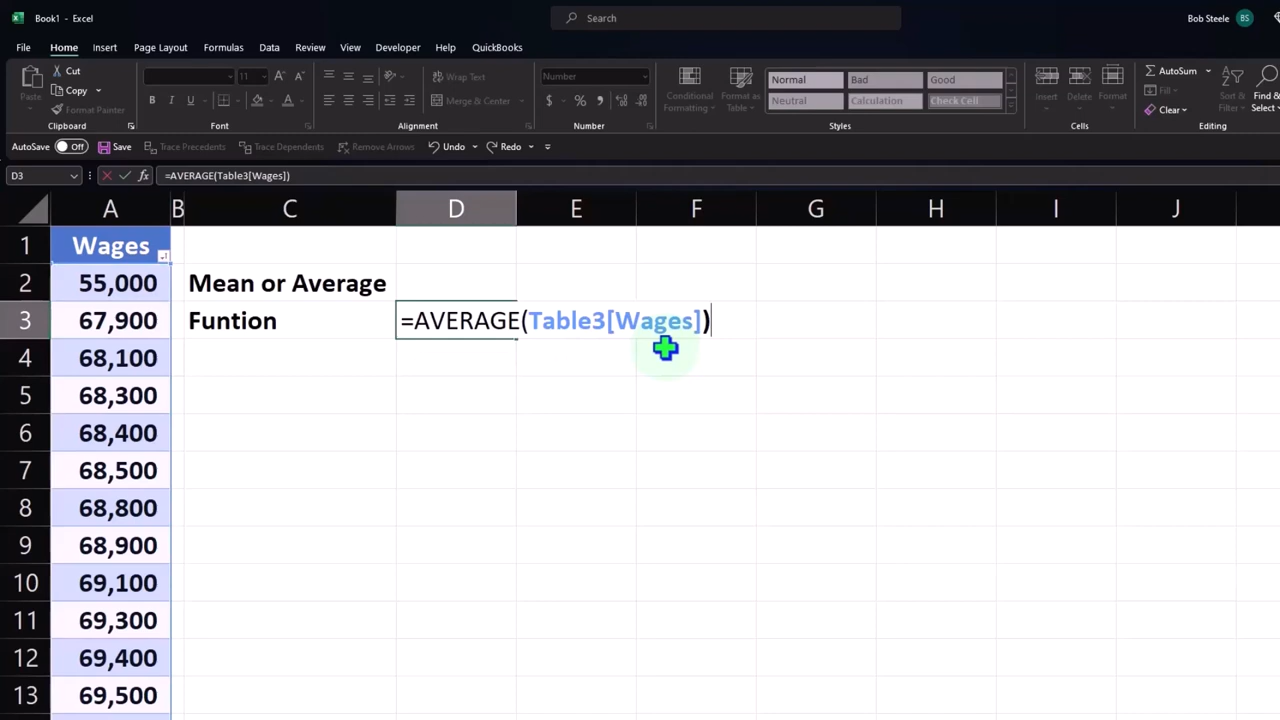 Book1 - Excel
Search
Bob Steele BS
File Home Insert Page Layout Formulas Data Review View Developer Help QuickBooks
Paste
Cut
Copy
Format Painter
Clipboard
11 A A
B I U A
Font
Wrap Text
Merge & Center
Alignment
Number
$ % ,
Number
Conditional Formatting
Format as Table
Normal Bad Good
Neutral Calculation Check Cell
Styles
Insert Delete Format
Cells
AutoSum
Fill
Clear
Sort & Filter
Find & Select
Editing
AutoSave Off Save Trace Precedents Trace Dependents Remove Arrows Undo Redo
D3 fx =AVERAGE(Table3[Wages])
A B C D E F G H I J
1 Wages
2 55,000 Mean or Average
3 67,900 Funtion =AVERAGE(Table3[Wages])
4 68,100
5 68,300
6 68,400
7 68,500
8 68,800
9 68,900
10 69,100
11 69,300
12 69,400
13 69,500